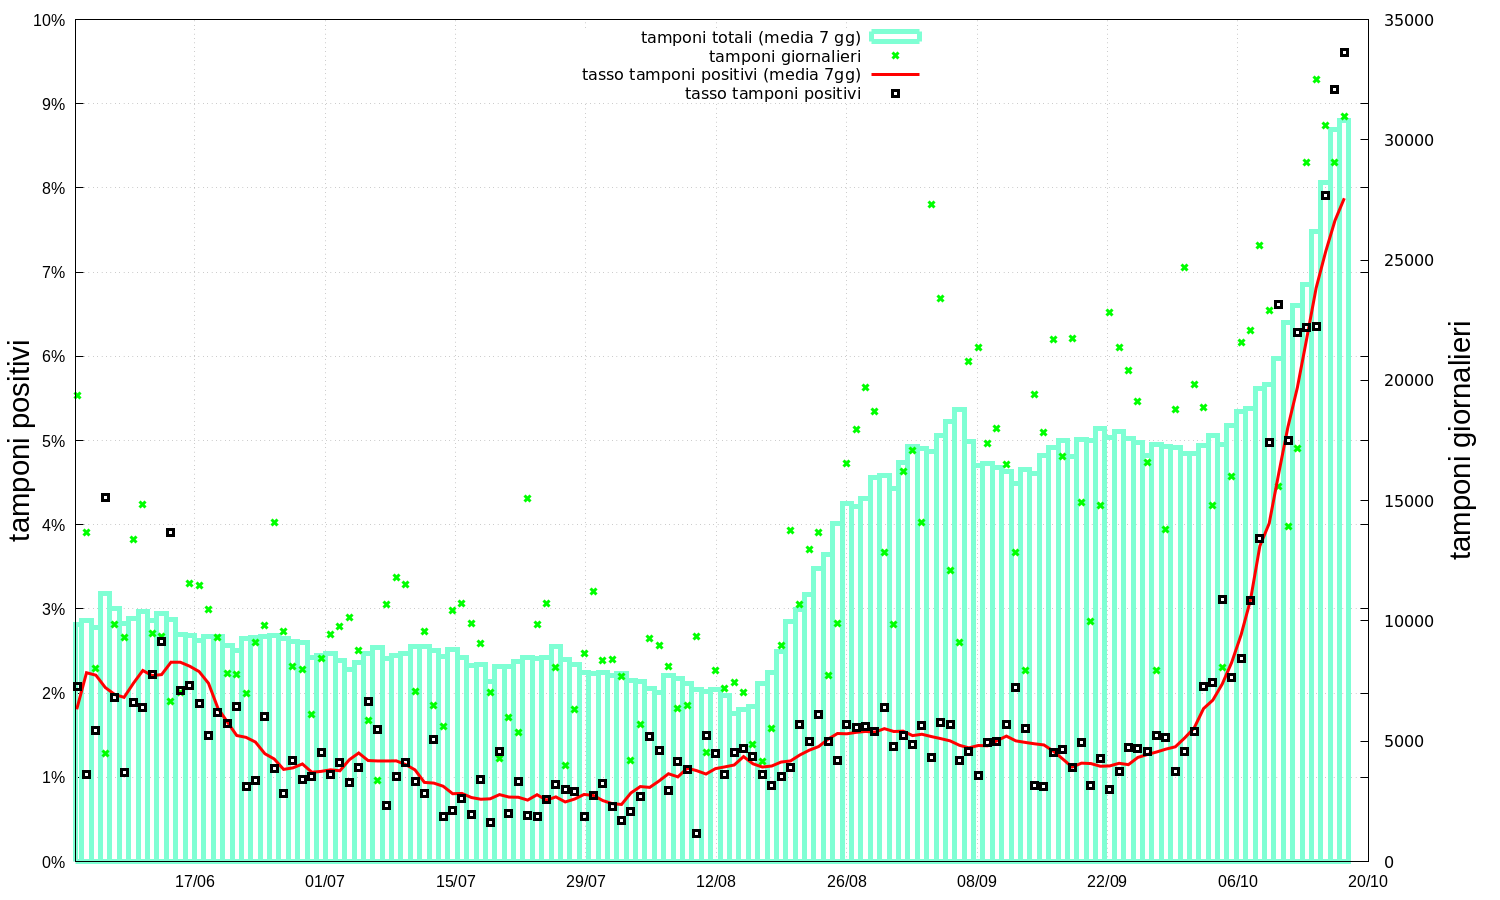 10%
9%
8%
7%
6%
5%
4%
3%
2%
1%
0%
tamponi positivi
tamponi totali (media 7 gg)
tamponi giornalieri
tasso tamponi positivi (media 7gg)
tasso tamponi positivi
35000
30000
25000
20000
15000
10000
5000
0
tamponi giornalieri
17/06 01/07 15/07 29/07 12/08 26/08 08/09 22/09 06/10 20/10